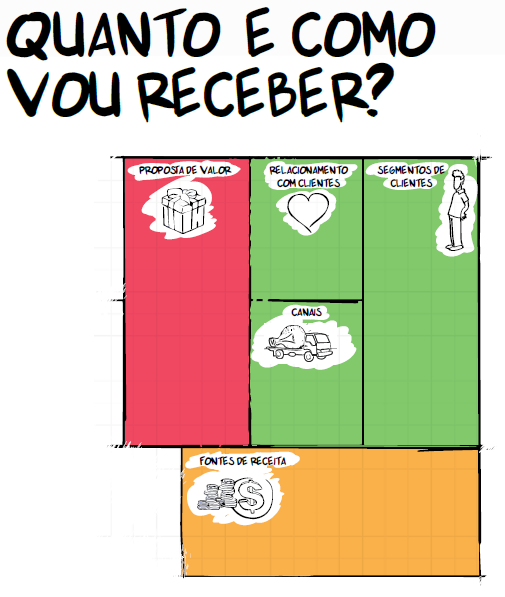 QUANTO E COMO
VOU RECEBER?
PROPOSTA DE VALOR
RELACIONAMENTO
COM CLIENTES
SEGMENTOS DE
CLIENTES
CANAIS
FONTES DE RECEITA
$